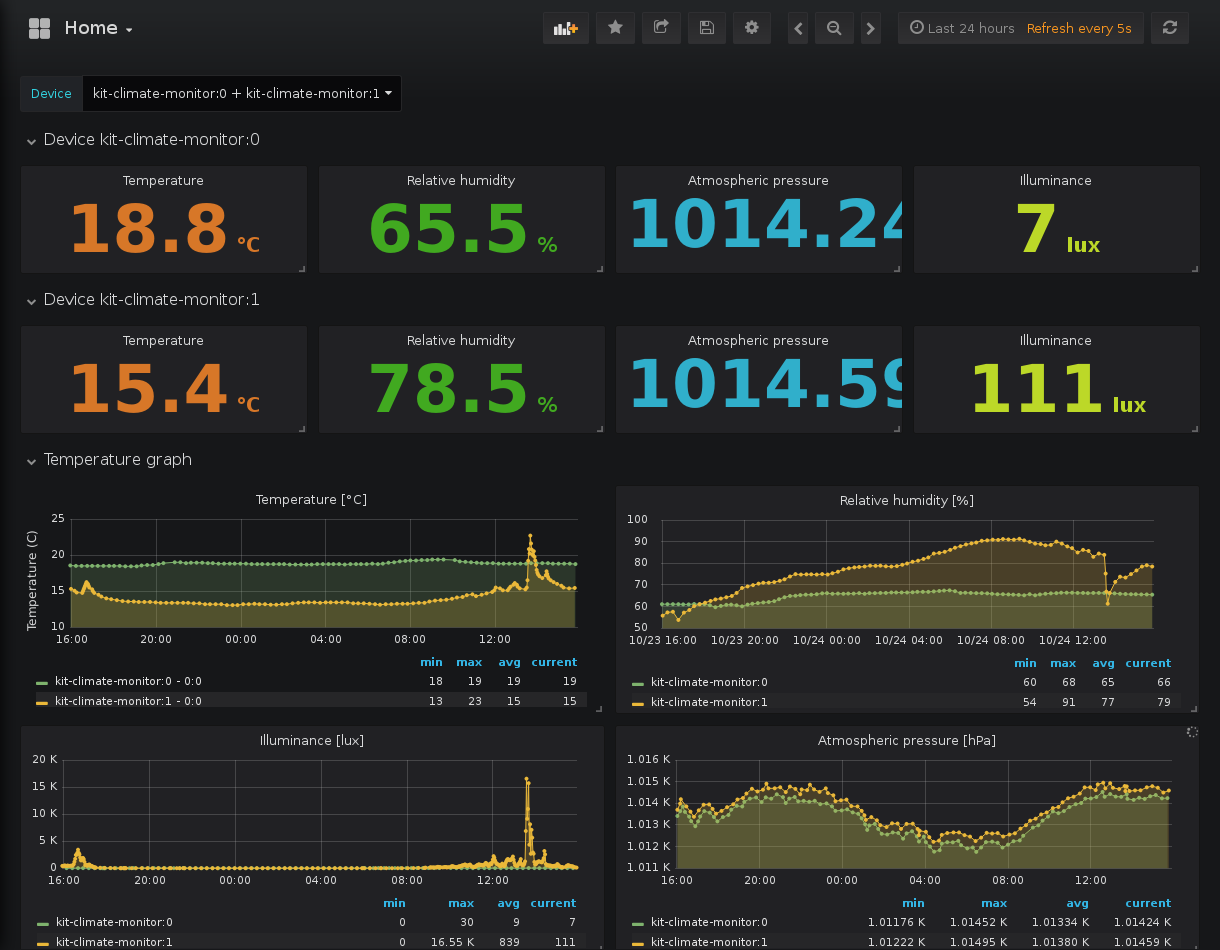 Home
Last 24 hours Refresh every 5s
Device kit-climate-monitor:0 + kit-climate-monitor:1
Device kit-climate-monitor:0
Temperature Relative humidity Atmospheric pressure Illuminance
18.8 °C 65.5 % 1014.24 7 lux
Device kit-climate-monitor:1
Temperature Relative humidity Atmospheric pressure Illuminance
15.4 °C 78.5 % 1014.59 111 lux
Temperature graph
Temperature [°C]
Temperature (C)
25
20
15
10
16:00 20:00 00:00 04:00 08:00 12:00
min max avg current
kit-climate-monitor:0 - 0:0 18 19 19 19
kit-climate-monitor:1 - 0:0 13 23 15 15
Relative humidity [%]
100
90
80
70
60
50
10/23 16:00 10/23 20:00 10/24 00:00 10/24 04:00 10/24 08:00 10/24 12:00
min max avg current
kit-climate-monitor:0 60 68 65 66
kit-climate-monitor:1 54 91 77 79
Illuminance [lux]
20 K
15 K
10 K
5 K
0
16:00 20:00 00:00 04:00 08:00 12:00
min max avg current
kit-climate-monitor:0 0 30 9 7
kit-climate-monitor:1 0 16.55 K 839 111
Atmospheric pressure [hPa]
1.016 K
1.015 K
1.014 K
1.013 K
1.012 K
1.011 K
16:00 20:00 00:00 04:00 08:00 12:00
min max avg current
kit-climate-monitor:0 1.01176 K 1.01452 K 1.01334 K 1.01424 K
kit-climate-monitor:1 1.01222 K 1.01495 K 1.01380 K 1.01459 K